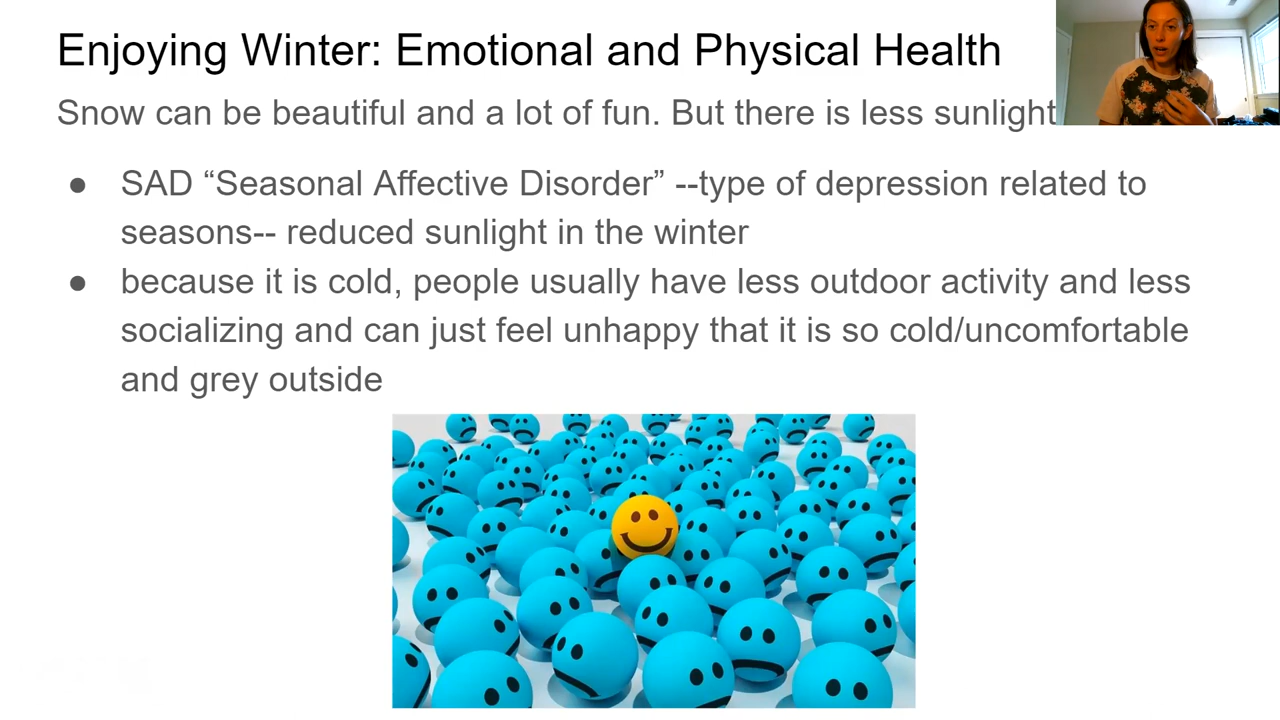 Enjoying Winter: Emotional and Physical Health
Snow can be beautiful and a lot of fun. But there is less sunlight
● SAD “Seasonal Affective Disorder” --type of depression related to
seasons-- reduced sunlight in the winter
● because it is cold, people usually have less outdoor activity and less
socializing and can just feel unhappy that it is so cold/uncomfortable
and grey outside